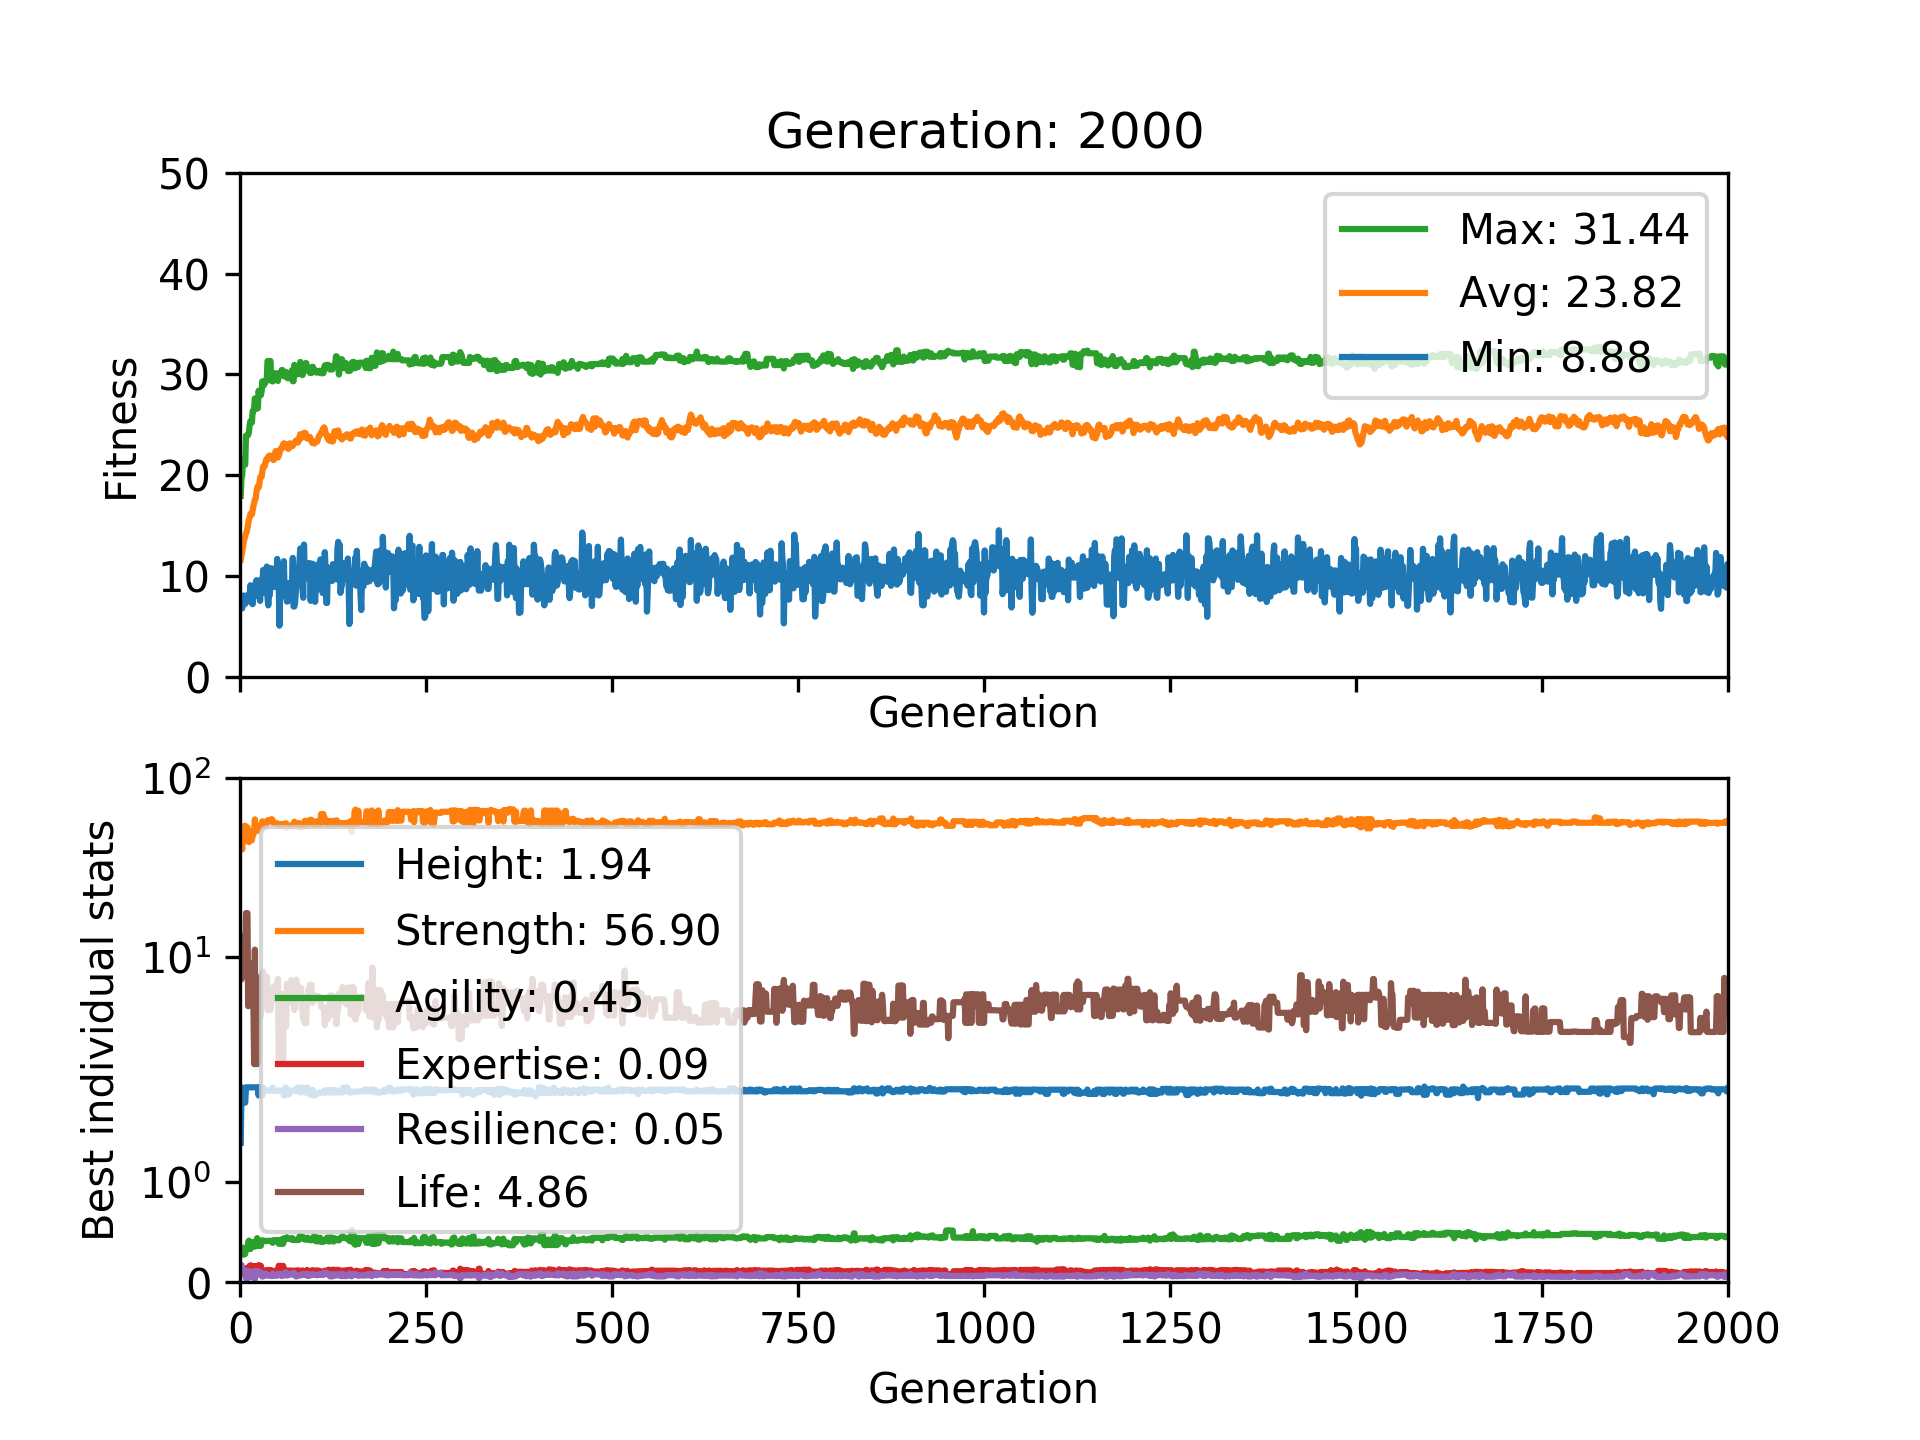 Generation: 2000
50
40
30
20
10
0
Fitness
Max: 31.44
Avg: 23.82
Min: 8.88
Generation
10²
10¹
10⁰
0
Best individual stats
Height: 1.94
Strength: 56.90
Agility: 0.45
Expertise: 0.09
Resilience: 0.05
Life: 4.86
0 250 500 750 1000 1250 1500 1750 2000
Generation